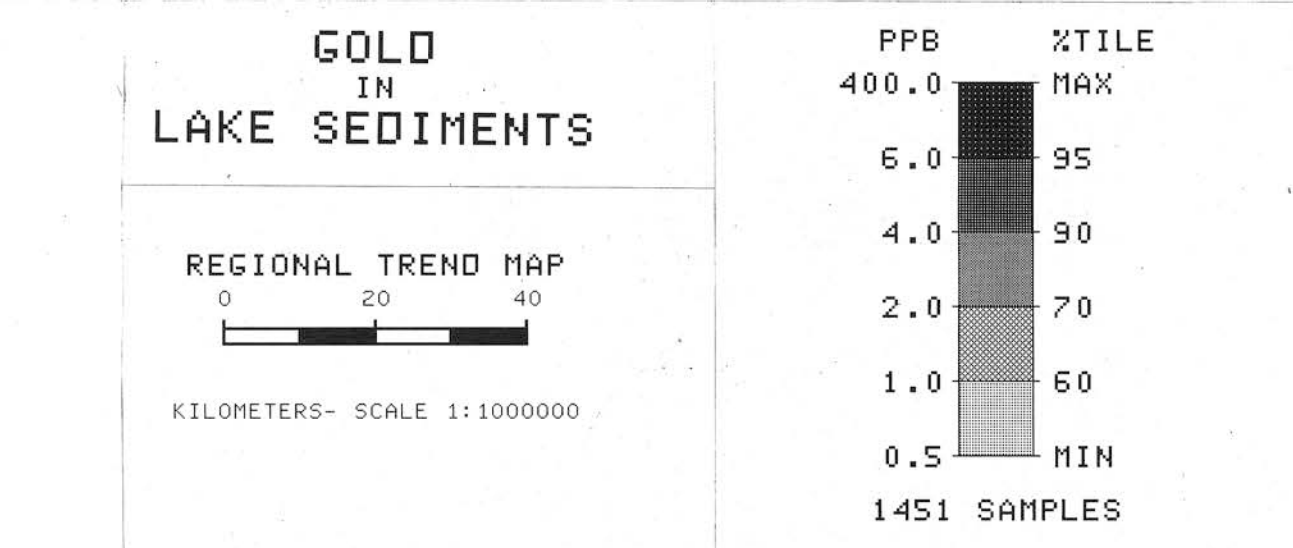 GOLD
IN
LAKE SEDIMENTS
REGIONAL TREND MAP
0 20 40
KILOMETERS- SCALE 1:1000000
PPB %TILE
400.0 MAX
6.0 95
4.0 90
2.0 70
1.0 60
0.5 MIN
1451 SAMPLES